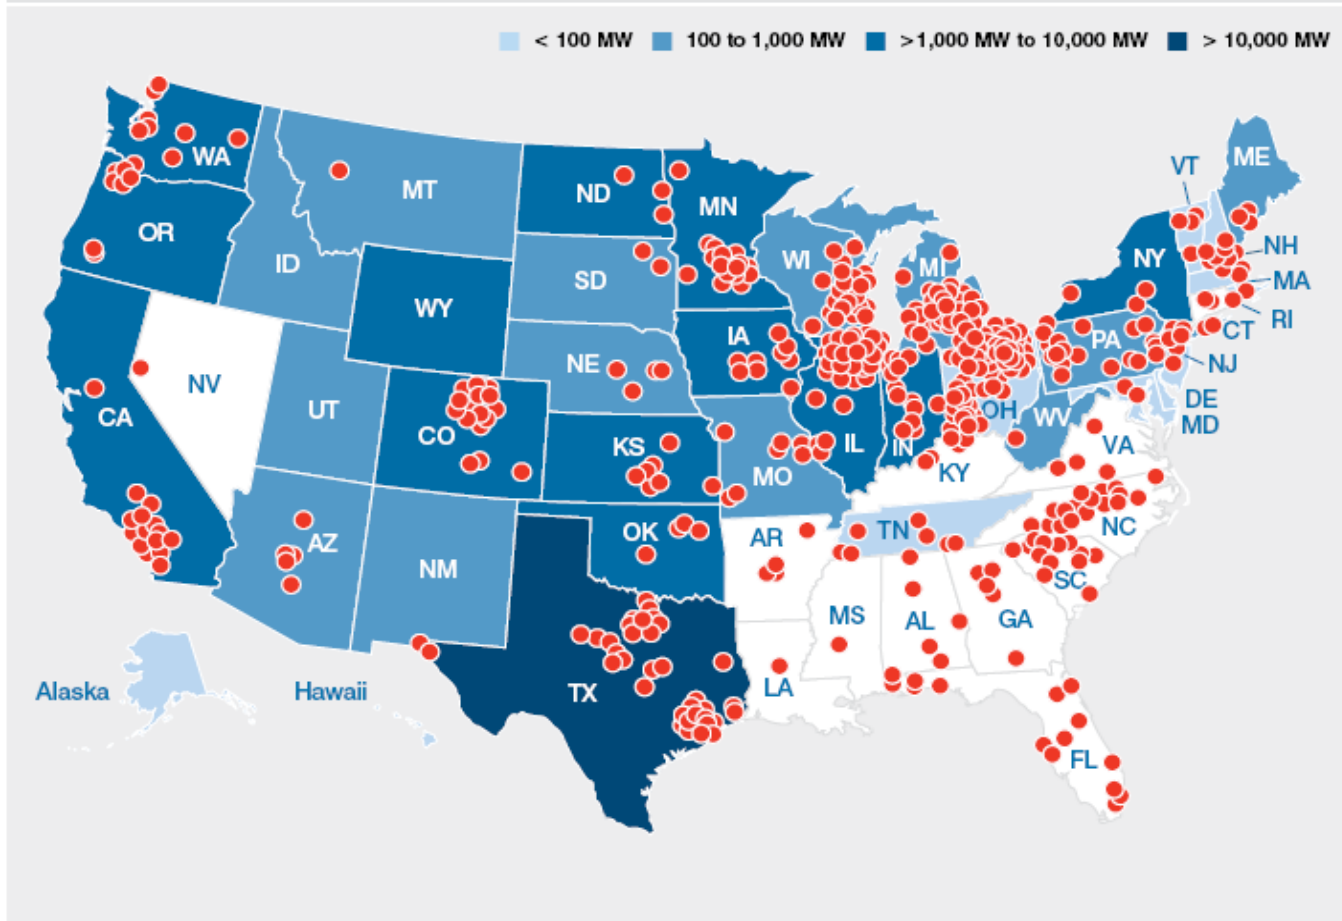 < 100 MW 100 to 1,000 MW >1,000 MW to 10,000 MW > 10,000 MW
WA
MT
ND
MN
VT
ME
OR
ID
SD
WI
MI
NY
NH
MA
RI
CT
WY
IA
NE
PA
NJ
NV
UT
CA
CO
KS
MO
IL
IN
OH
WV
DE
MD
VA
KY
AZ
NM
OK
AR
TN
NC
SC
MS
AL
GA
TX
LA
Alaska
Hawaii
FL